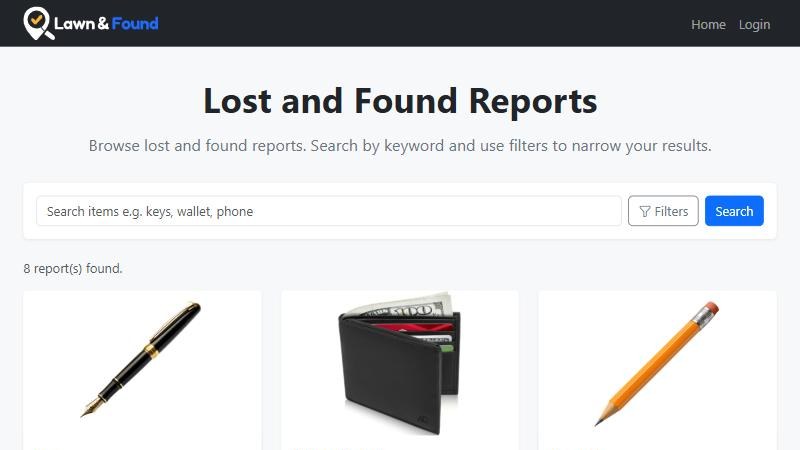 Lawn & Found
Home Login
Lost and Found Reports
Browse lost and found reports. Search by keyword and use filters to narrow your results.
Search items e.g. keys, wallet, phone
Filters
Search
8 report(s) found.
100